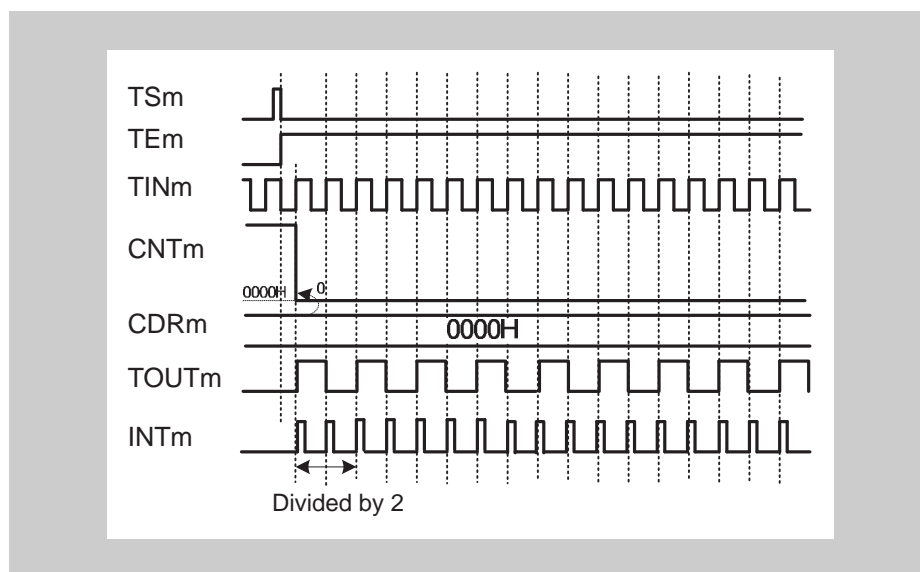 TSm
TEm
TINm
CNTm
0000H 0
CDRm 0000H
TOUTm
INTm
Divided by 2